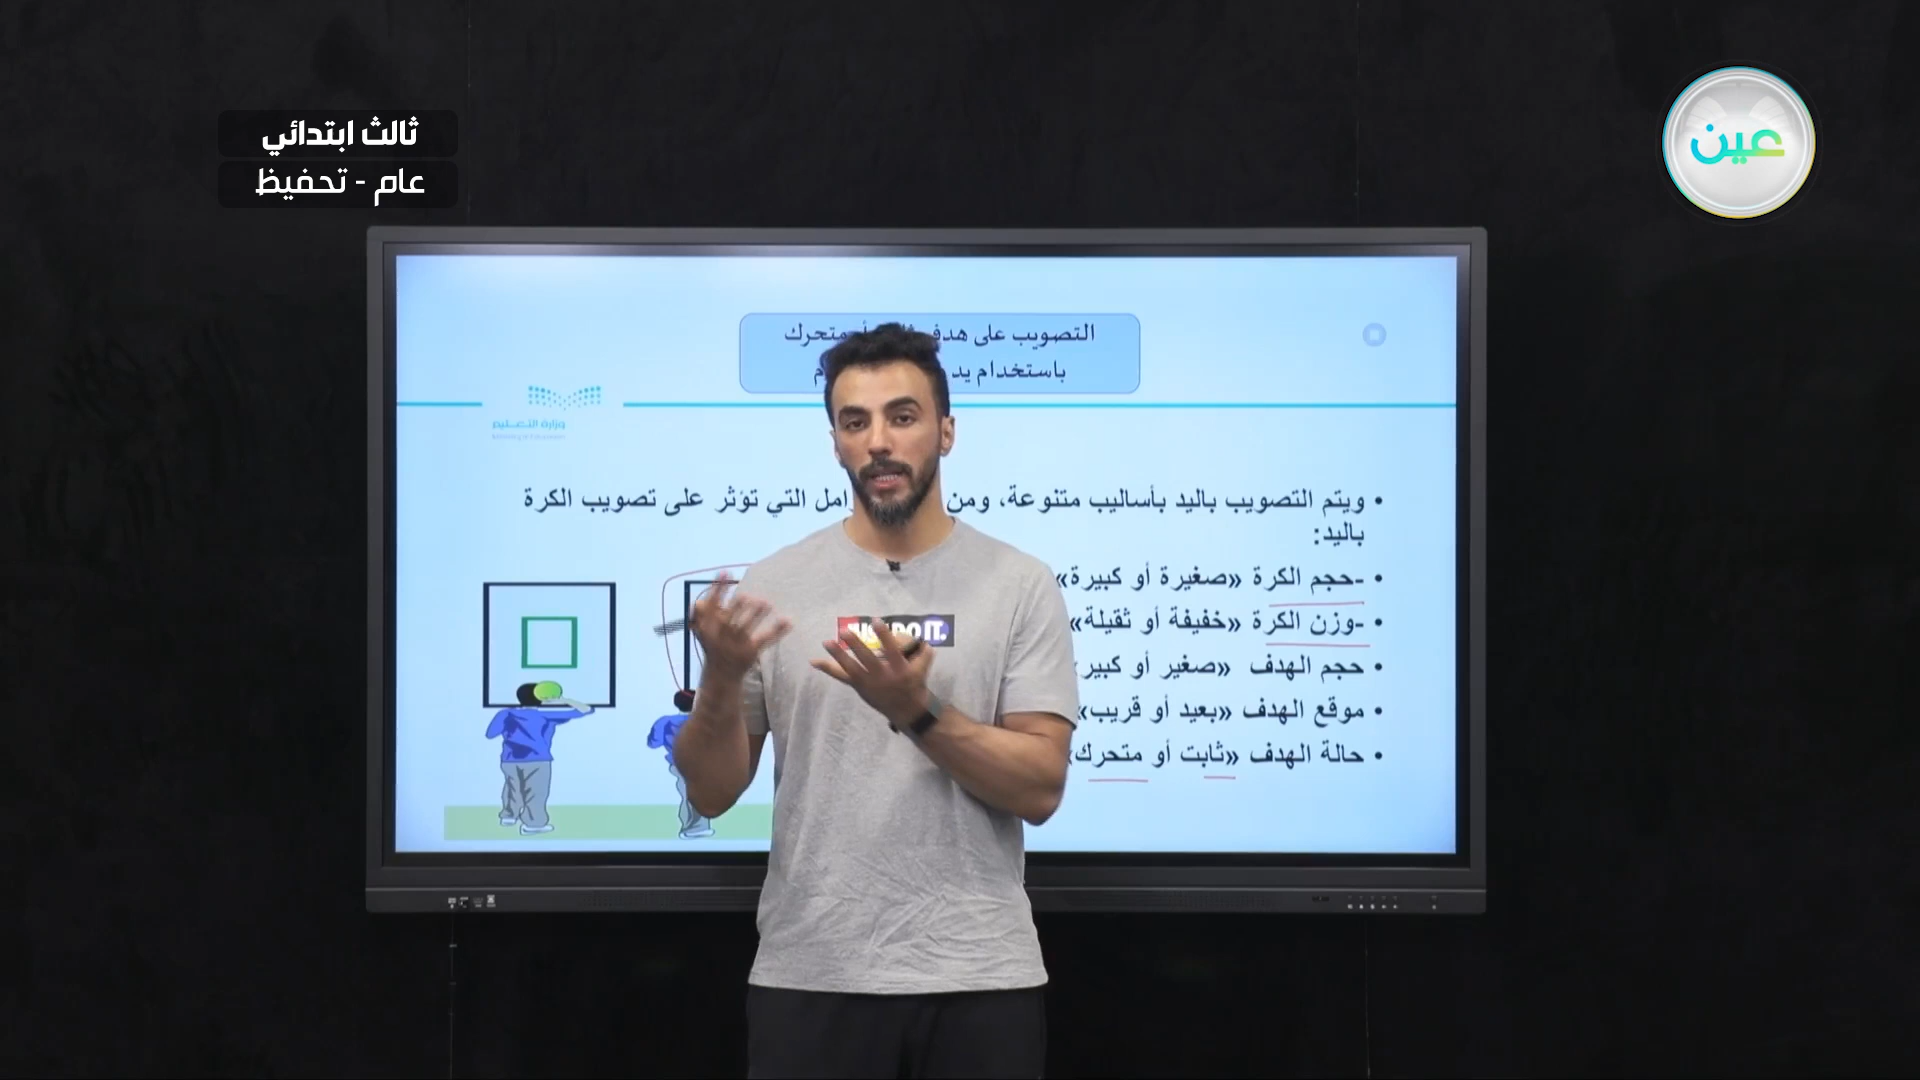 ثالث ابتدائي
عام - تحفيظ
عين
التصويب على هدف متحرك
باستخدام يد
وزارة التعليم
• ويتم التصويب باليد بأساليب متنوعة، ومن التي تؤثر على تصويب الكرة
باليد:
• -حجم الكرة «صغيرة أو كبيرة»
• -وزن الكرة «خفيفة أو ثقيلة»
• حجم الهدف «صغير أو كبير»
• موقع الهدف «بعيد أو قريب»
• حالة الهدف «ثابت أو متحرك»
DO IT.